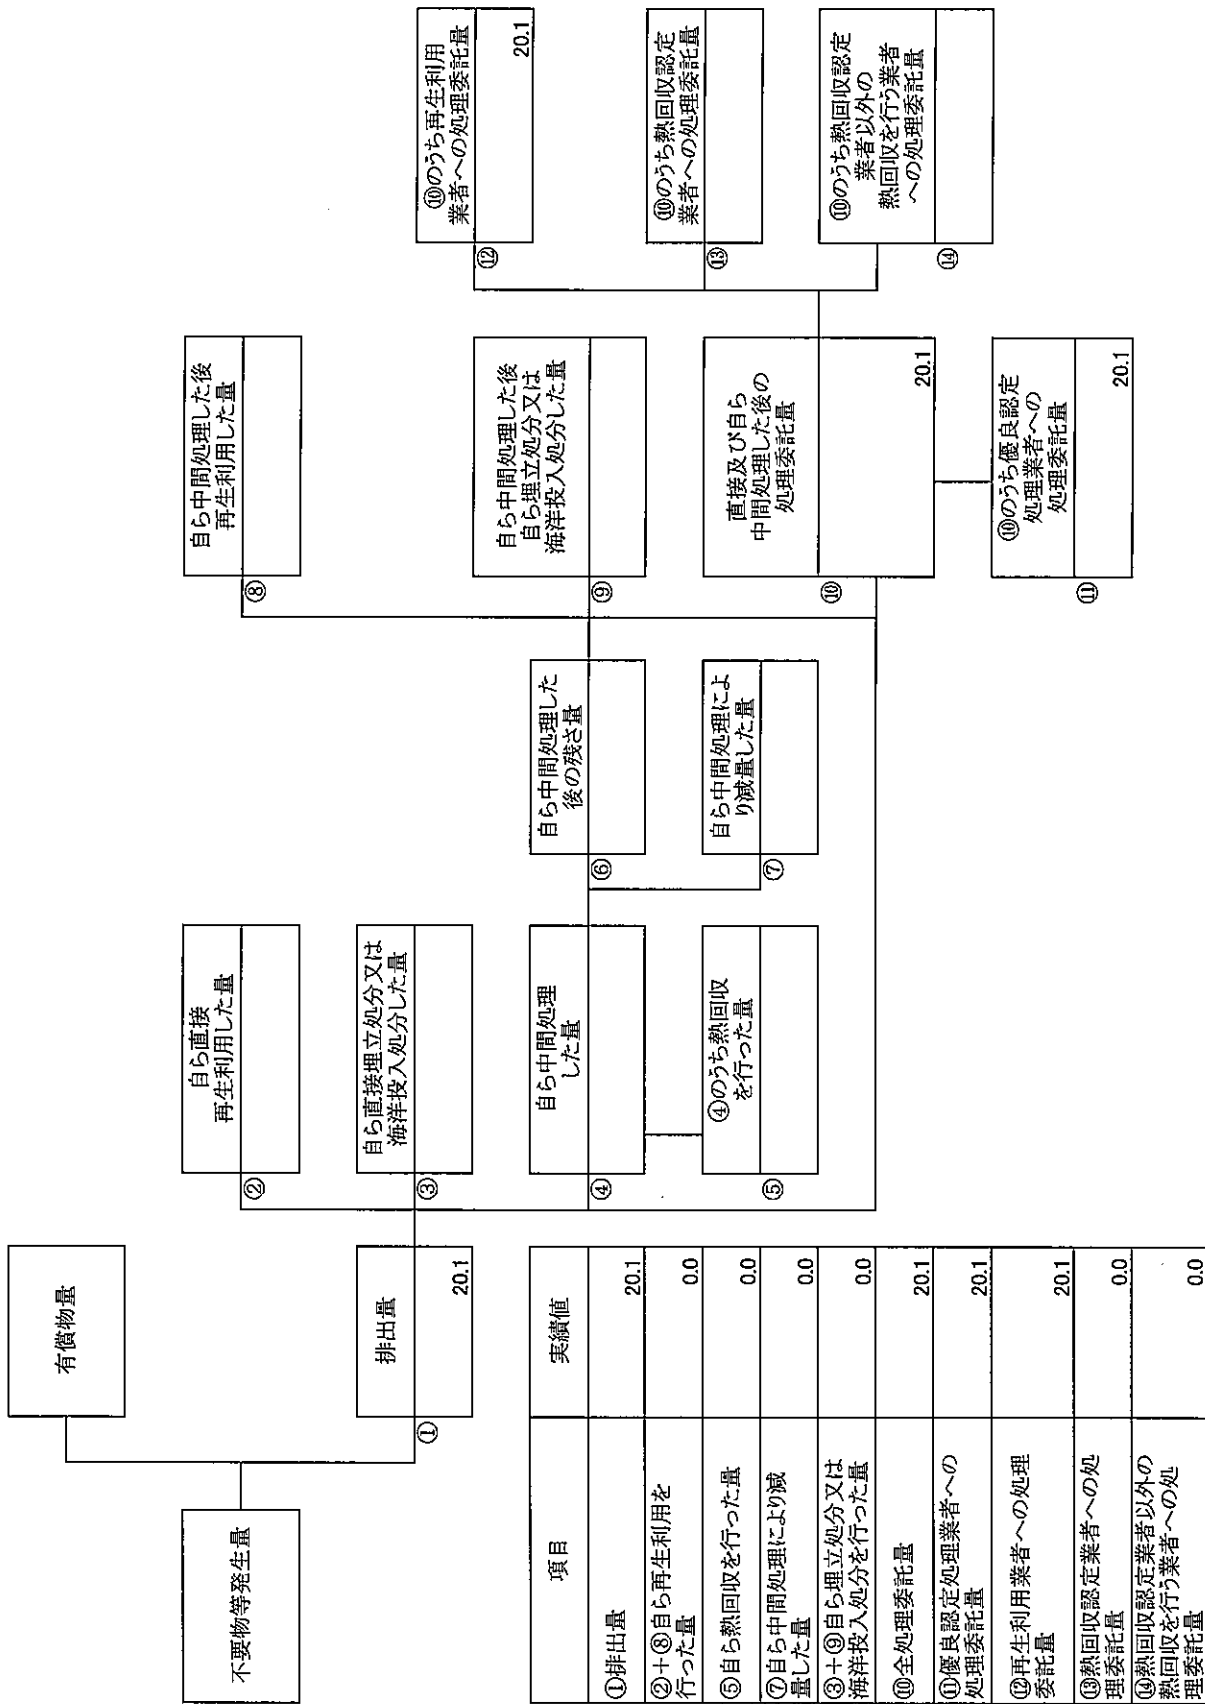 不要物等発生量
有償物量
排出量
①
20.1
自ら直接
再生利用した量
②
自ら直接埋立処分又は
海洋投入処分した量
③
自ら中間処理
した量
④
④のうち熱回収
を行った量
⑤
自ら中間処理した
後の残さ量
⑥
自ら中間処理によ
り減量した量
⑦
自ら中間処理した後
再生利用した量
⑧
自ら中間処理した後
自ら埋立処分又は
海洋投入処分した量
⑨
直接及び自ら
中間処理した後の
処理委託量
⑩
20.1
⑩のうち優良認定
処理業者への
処理委託量
⑪
20.1
⑩のうち再生利用
業者への処理委託量
⑫
20.1
⑩のうち熱回収認定
業者への処理委託量
⑬
⑩のうち熱回収認定
業者以外の
熱回収を行う業者
への処理委託量
⑭
項目 実績値
①排出量 20.1
②+⑧自ら再生利用を
行った量 0.0
⑤自ら熱回収を行った量 0.0
⑦自ら中間処理により減
量した量 0.0
③+⑨自ら埋立処分又は
海洋投入処分を行った量 0.0
⑩全処理委託量 20.1
⑪優良認定処理業者への
処理委託量 20.1
⑫再生利用業者への処理
委託量 20.1
⑬熱回収認定業者への処
理委託量 0.0
⑭熱回収認定業者以外の
熱回収を行う業者への処
理委託量 0.0